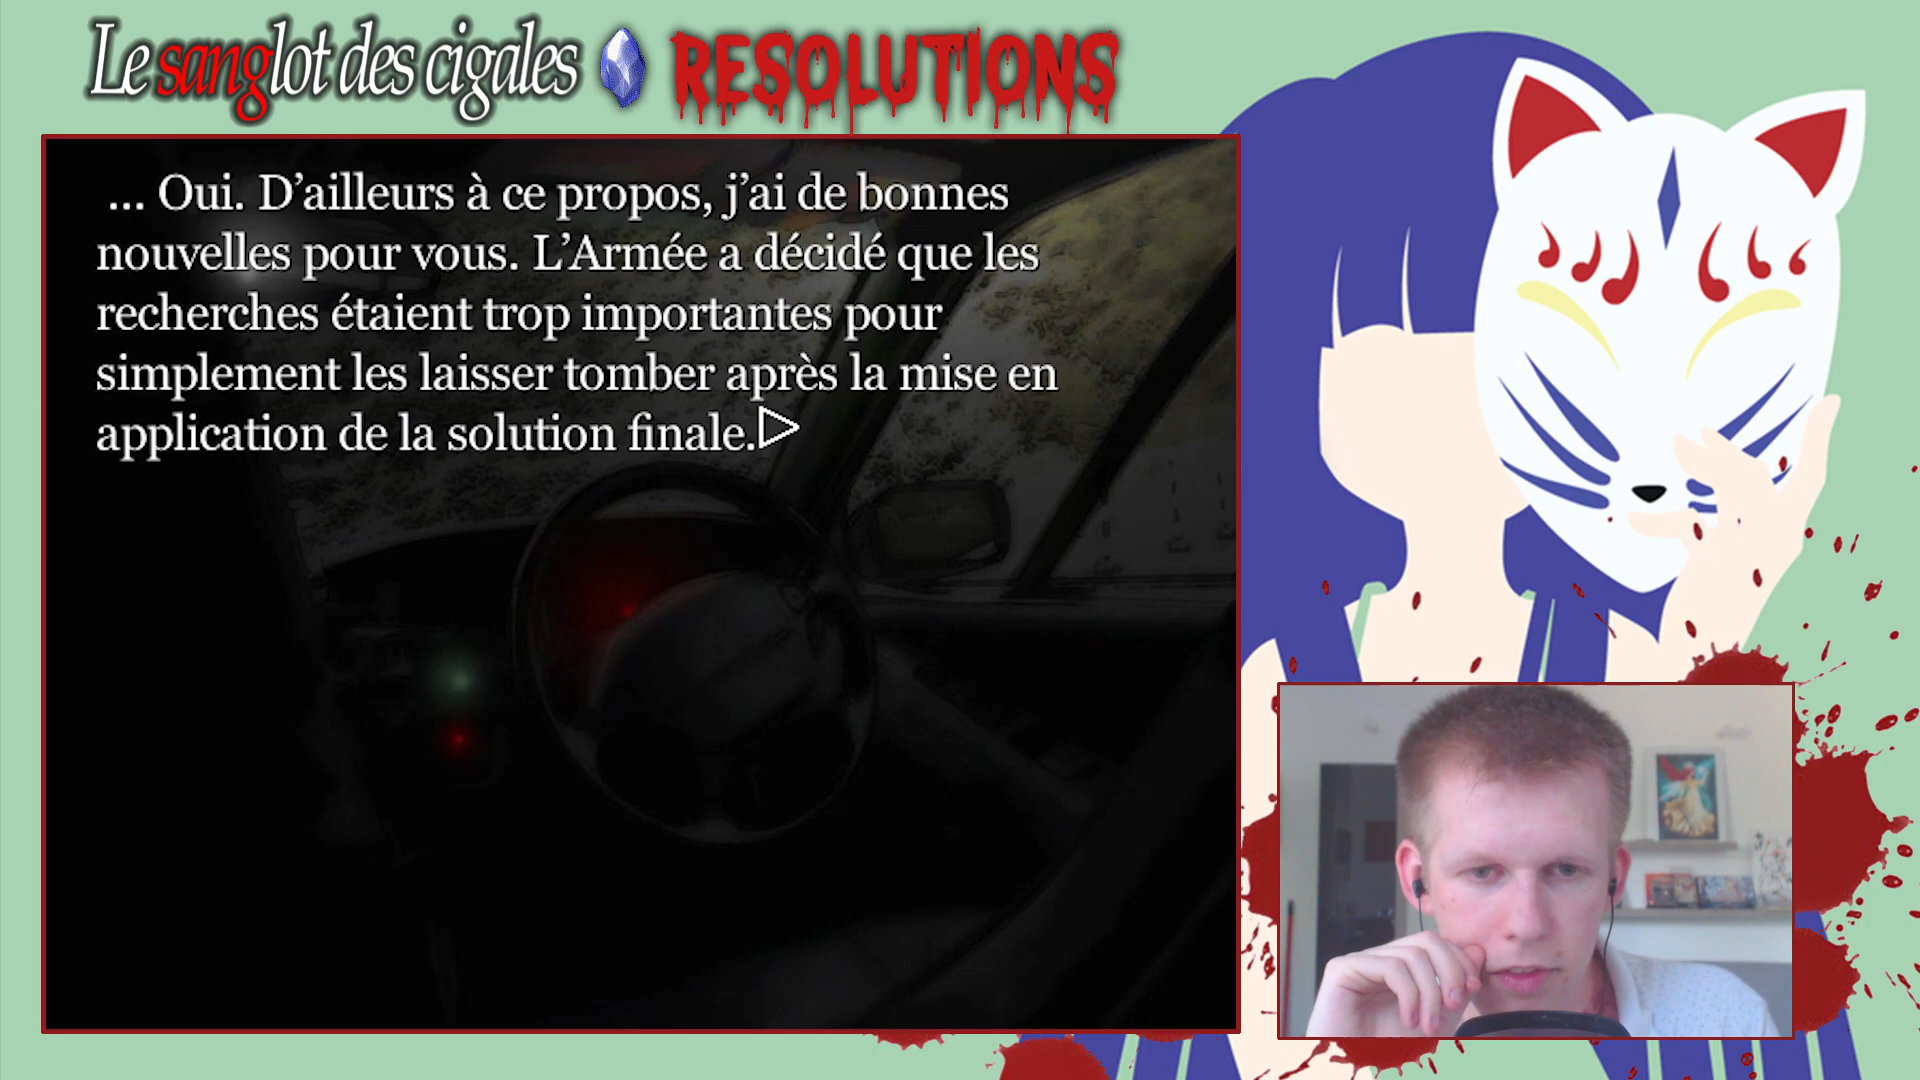 Le sanglot des cigales RESOLUTIONS
... Oui. D’ailleurs à ce propos, j’ai de bonnes
nouvelles pour vous. L’Armée a décidé que les
recherches étaient trop importantes pour
simplement les laisser tomber après la mise en
application de la solution finale.